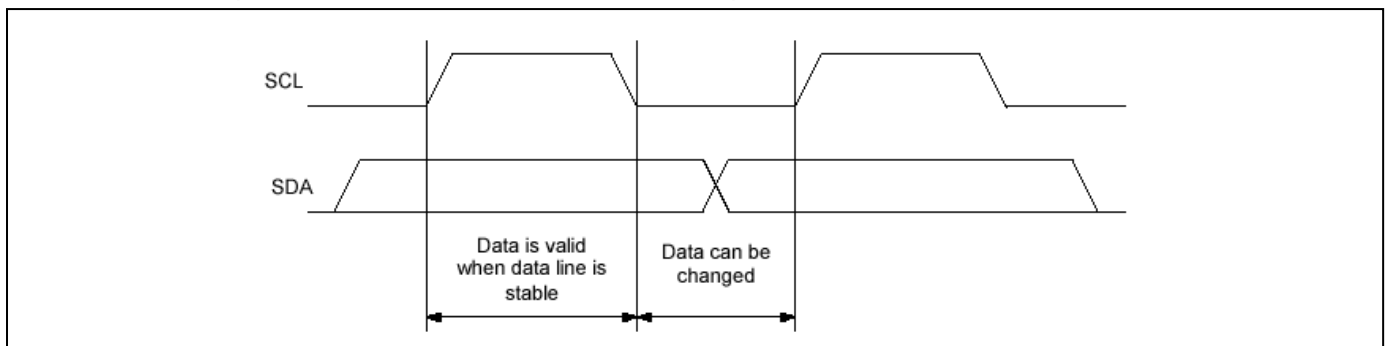 SCL
SDA
Data is valid
when data line is
stable
Data can be
changed